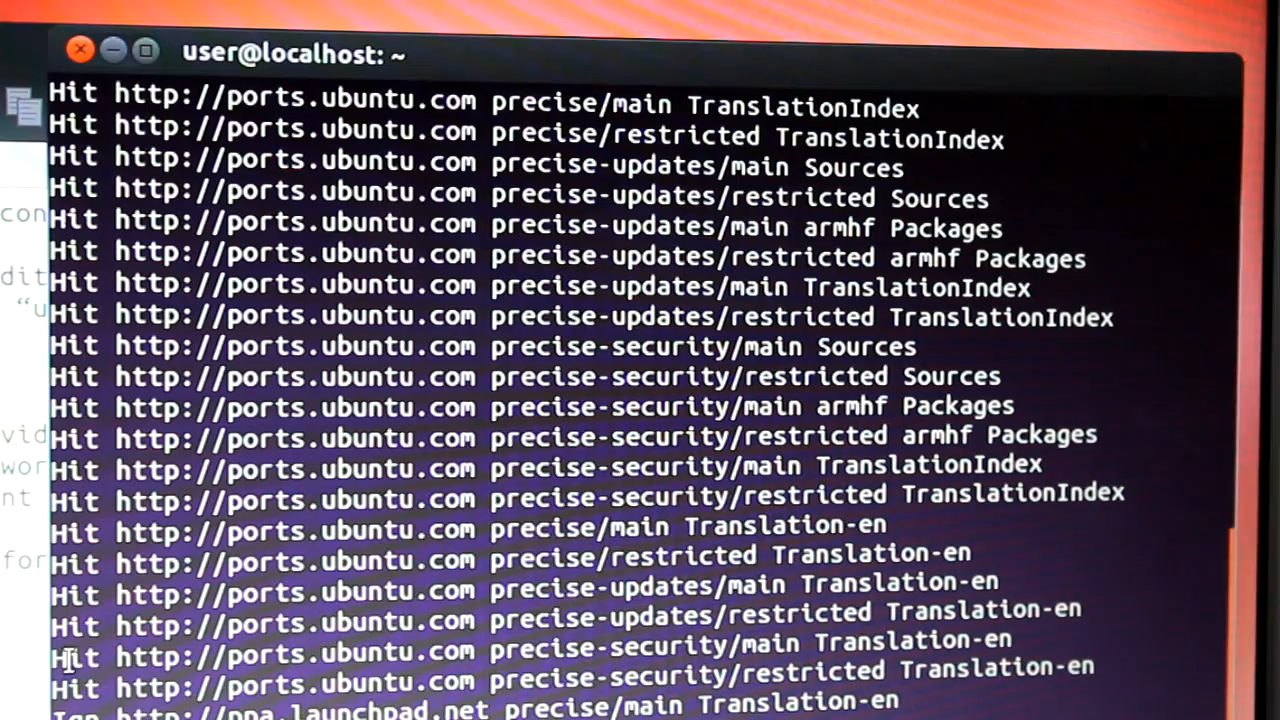 user@localhost: ~
Hit http://ports.ubuntu.com precise/main TranslationIndex
Hit http://ports.ubuntu.com precise/restricted TranslationIndex
Hit http://ports.ubuntu.com precise-updates/main Sources
Hit http://ports.ubuntu.com precise-updates/restricted Sources
Hit http://ports.ubuntu.com precise-updates/main armhf Packages
Hit http://ports.ubuntu.com precise-updates/restricted armhf Packages
Hit http://ports.ubuntu.com precise-updates/main TranslationIndex
Hit http://ports.ubuntu.com precise-updates/restricted TranslationIndex
Hit http://ports.ubuntu.com precise-security/main Sources
Hit http://ports.ubuntu.com precise-security/restricted Sources
Hit http://ports.ubuntu.com precise-security/main armhf Packages
Hit http://ports.ubuntu.com precise-security/restricted armhf Packages
Hit http://ports.ubuntu.com precise-security/main TranslationIndex
Hit http://ports.ubuntu.com precise-security/restricted TranslationIndex
Hit http://ports.ubuntu.com precise/main Translation-en
Hit http://ports.ubuntu.com precise/restricted Translation-en
Hit http://ports.ubuntu.com precise-updates/main Translation-en
Hit http://ports.ubuntu.com precise-updates/restricted Translation-en
Hit http://ports.ubuntu.com precise-security/main Translation-en
Hit http://ports.ubuntu.com precise-security/restricted Translation-en
Ign http://ppa.launchpad.net precise/main Translation-en
con
dit
“u
vid
wor
nt
for